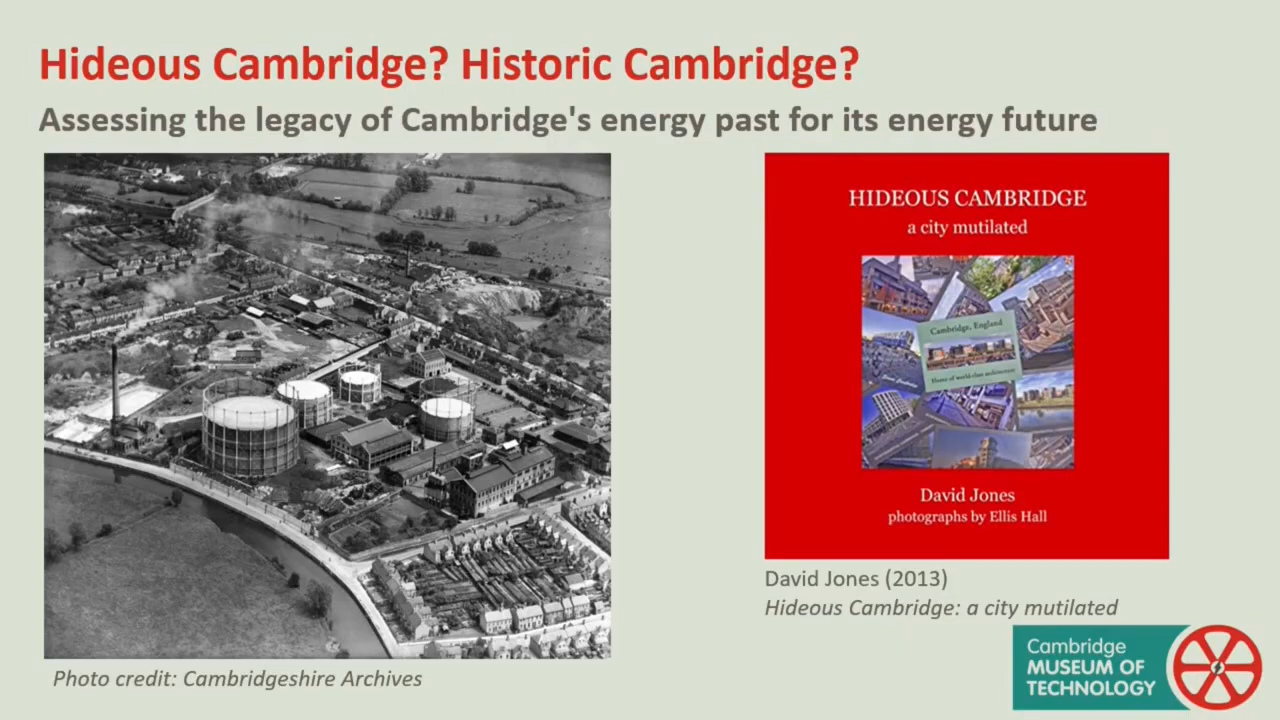 Hideous Cambridge? Historic Cambridge?
Assessing the legacy of Cambridge's energy past for its energy future
HIDEOUS CAMBRIDGE
a city mutilated
Cambridge, England
Home of world-class architecture
David Jones
photographs by Ellis Hall
David Jones (2013)
Hideous Cambridge: a city mutilated
Photo credit: Cambridgeshire Archives
Cambridge
MUSEUM OF
TECHNOLOGY